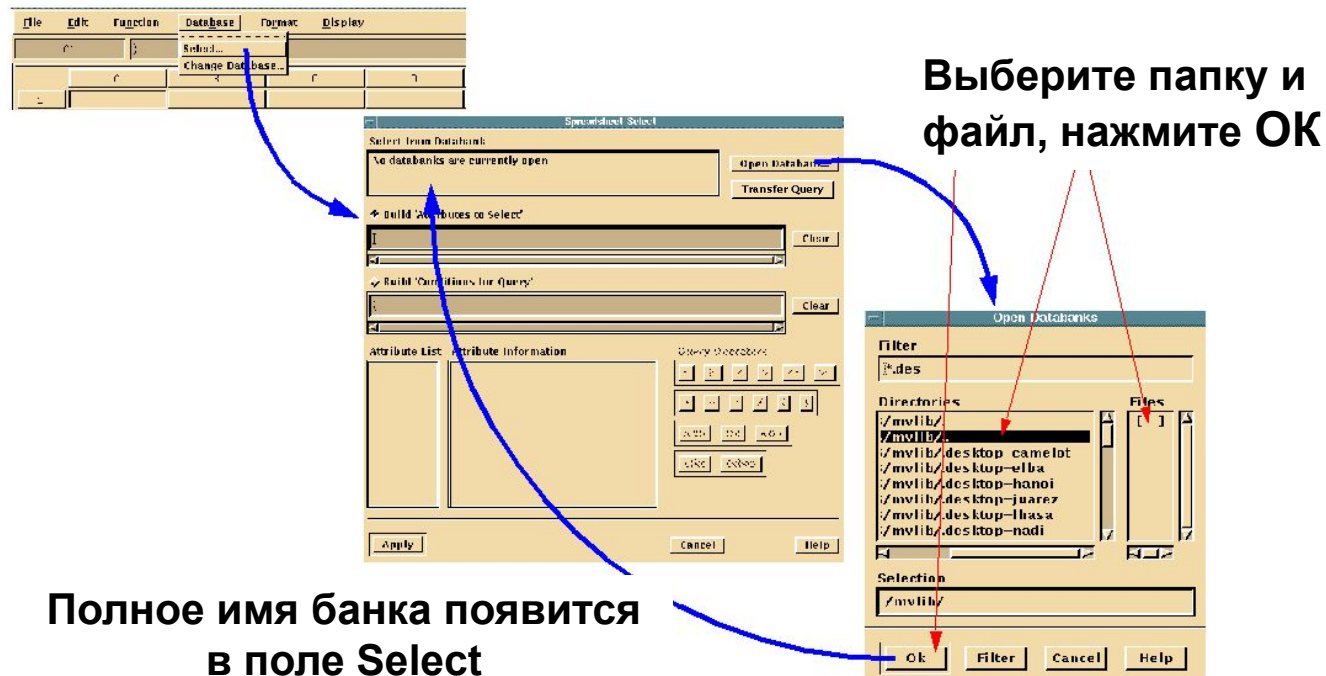 File Edit Function Database Format Display
Select...
Change Database...
Выберите папку и
файл, нажмите ОК
Spreadsheet Select
Select from Databank
No databanks are currently open
Open Databank...
Transfer Query
Build 'Attributes to Select'
Clear
Build 'Conditions for Query'
Clear
Attribute List Attribute Information Query Operators
Apply Cancel Help
Open Databanks
Filter
*.des
Directories Files
/mvlib/.
/mvlib/..
/mvlib/.desktop-camelot
/mvlib/.desktop-elba
/mvlib/.desktop-hanoi
/mvlib/.desktop-juarez
/mvlib/.desktop-lhasa
/mvlib/.desktop-nadi
[ ]
Selection
/mvlib/
Ok Filter Cancel Help
Полное имя банка появится
в поле Select